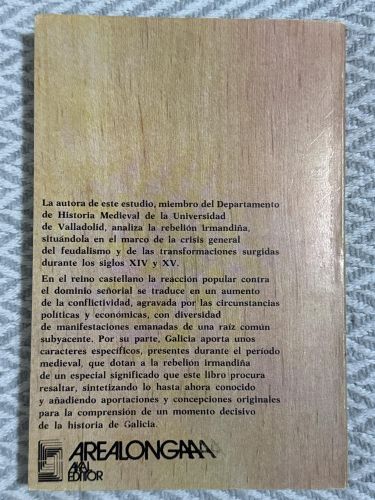 La autora de este estudio, miembro del Departamento
de Historia Medieval de la Universidad
de Valladolid, analiza la rebelión irmandiña,
situándola en el marco de la crisis general
del feudalismo y de las transformaciones surgidas
durante los siglos XIV y XV.
En el reino castellano la reacción popular contra
el dominio señorial se traduce en un aumento
de la conflictividad, agravada por las circunstancias
políticas y económicas, con diversidad
de manifestaciones emanadas de una raíz común
subyacente. Por su parte, Galicia aporta unos
caracteres específicos, presentes durante el período
medieval, que dotan a la rebelión irmandiña
de un especial significado que este libro procura
resaltar, sintetizando lo hasta ahora conocido
y añadiendo aportaciones y concepciones originales
para la comprensión de un momento decisivo
de la historia de Galicia.
AREALONGAAA
AKAL
EDITOR